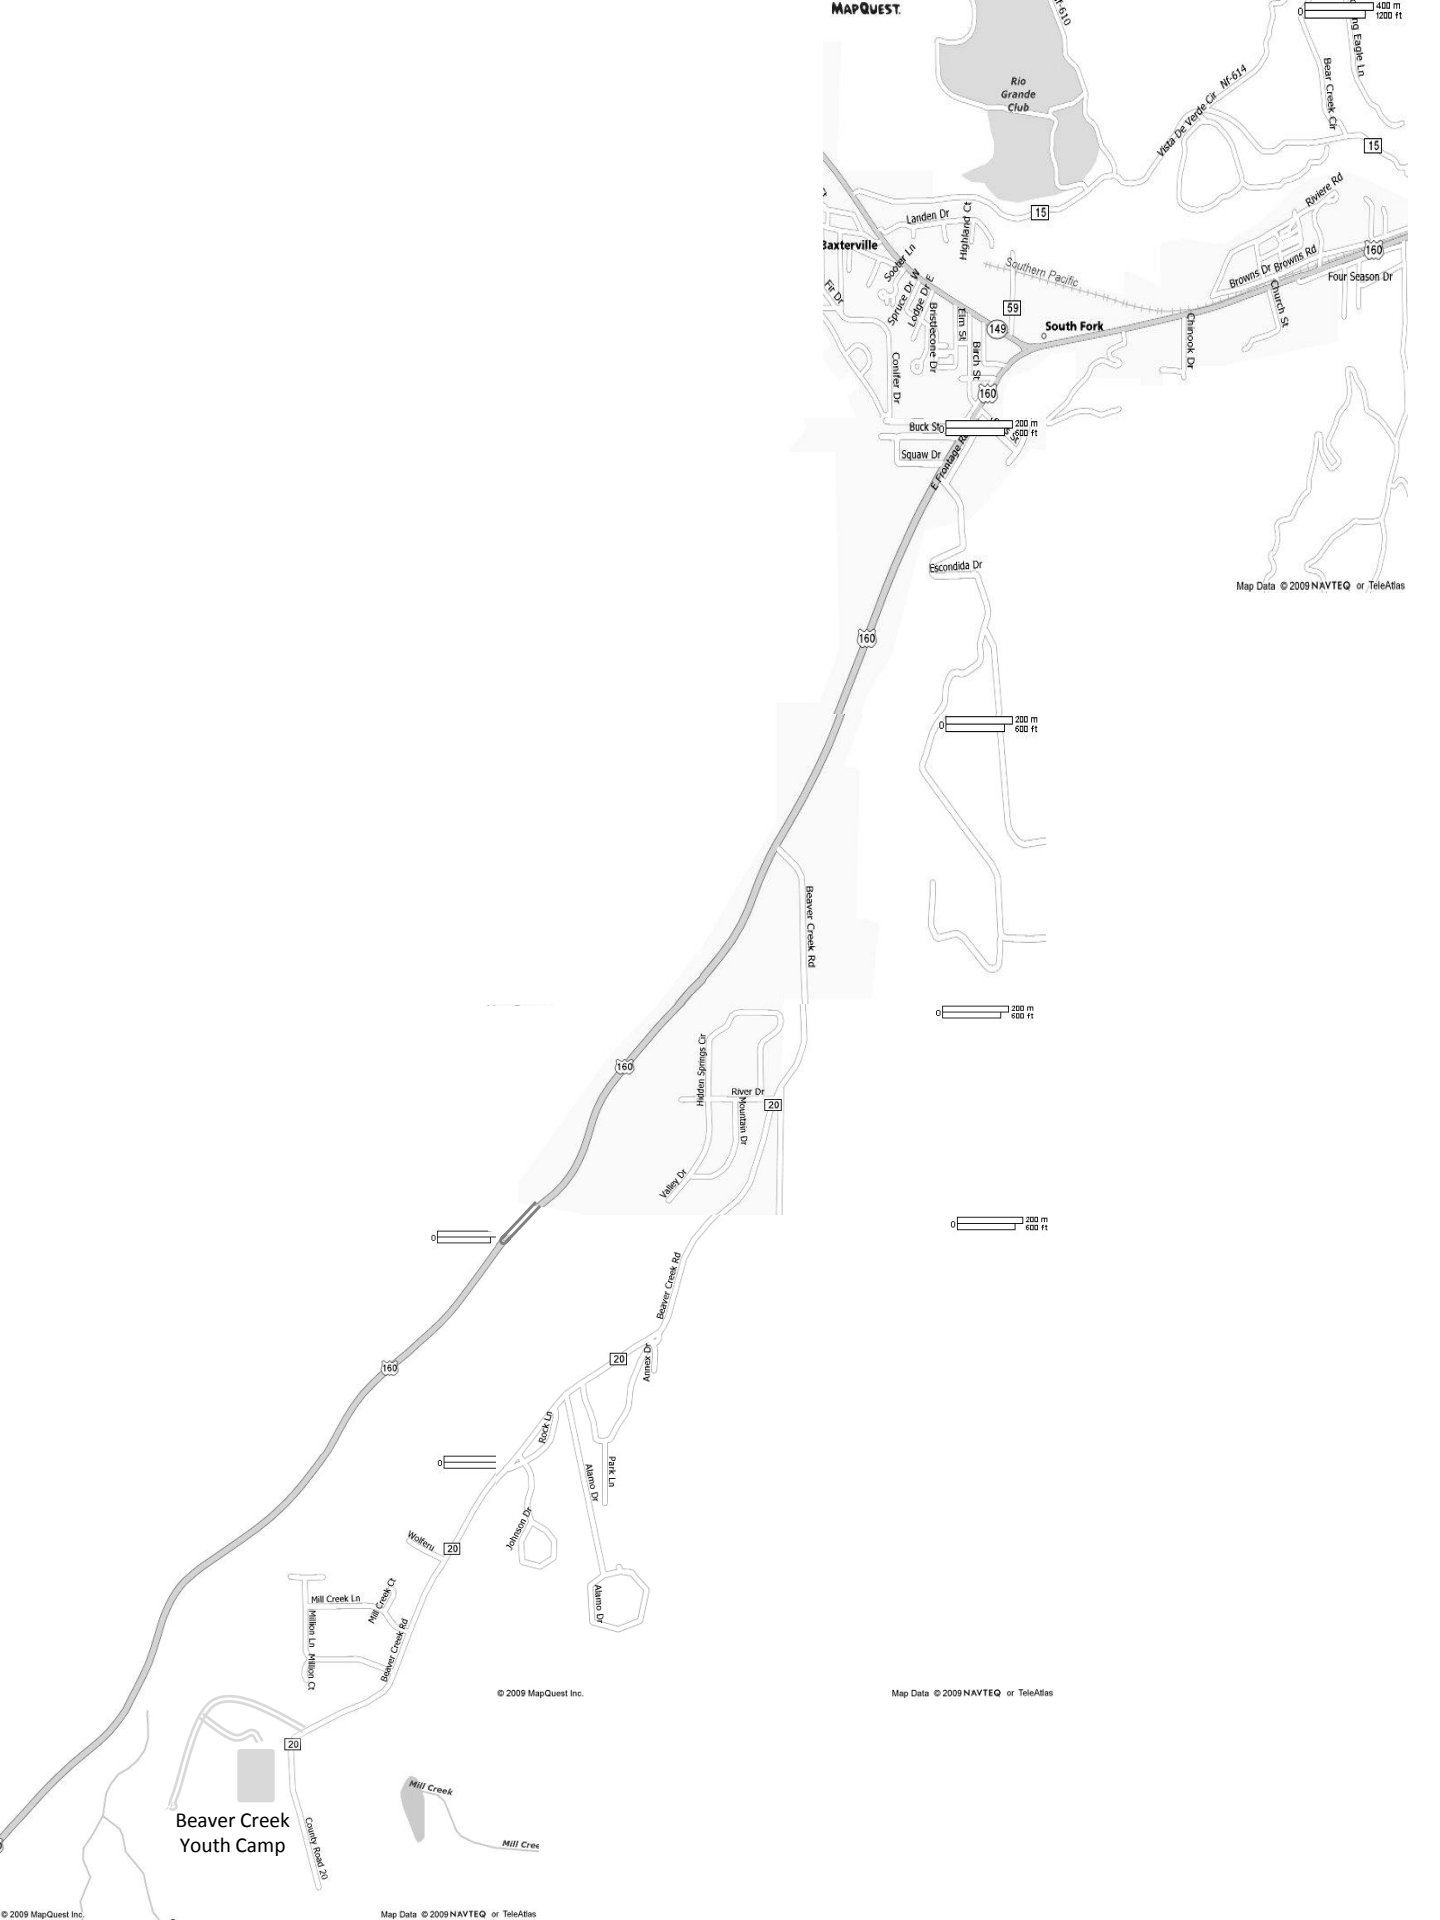 MAPQUEST.
400 m
0
1200 ft
Nf-610
ng Eagle Ln
Bear Creek Cir
Rio
Grande
Club
Nf-614
Vista De Verde Cir
15
Riviere Rd
Landen Dr
Highland Ct
15
Baxterville
Sooter Ln
Southern Pacific
Browns Dr
Browns Rd
160
Four Season Dr
Fir Dr
Spruce Dr W
Lodge Dr E
Bristlecone Dr
Elm St
59
149
South Fork
Chinook Dr
Church St
Birch St
Conifer Dr
160
Buck St
0
200 m
600 ft
Squaw Dr
E Frontage Rd
Escondida Dr
Map Data © 2009 NAVTEQ or TeleAtlas
160
0
200 m
600 ft
Beaver Creek Rd
0
200 m
600 ft
160
Hidden Springs Cir
River Dr
20
Mountain Dr
Valley Dr
0
0
200 m
600 ft
Beaver Creek Rd
20
Annex Dr
160
Rock Ln
0
Park Ln
Alamo Dr
Johnson Dr
Wolferu
20
Mill Creek Ln
Mill Creek Ct
Alamo Dr
Million Ln
Beaver Creek Rd
Million Ct
© 2009 MapQuest Inc.
Map Data © 2009 NAVTEQ or TeleAtlas
20
Mill Creek
Beaver Creek
Youth Camp
County Road 20
Mill Cree
© 2009 MapQuest Inc.
Map Data © 2009 NAVTEQ or TeleAtlas